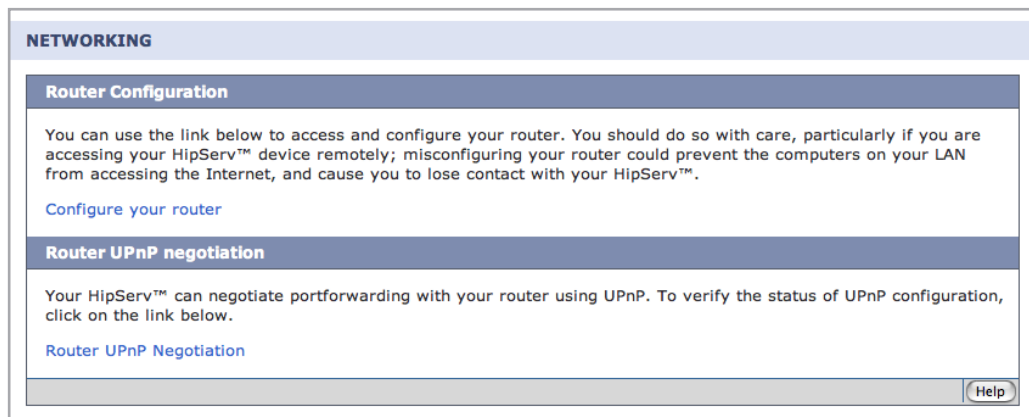 NETWORKING
Router Configuration
You can use the link below to access and configure your router. You should do so with care, particularly if you are
accessing your HipServ™ device remotely; misconfiguring your router could prevent the computers on your LAN
from accessing the Internet, and cause you to lose contact with your HipServ™.
Configure your router
Router UPnP negotiation
Your HipServ™ can negotiate portforwarding with your router using UPnP. To verify the status of UPnP configuration,
click on the link below.
Router UPnP Negotiation
Help